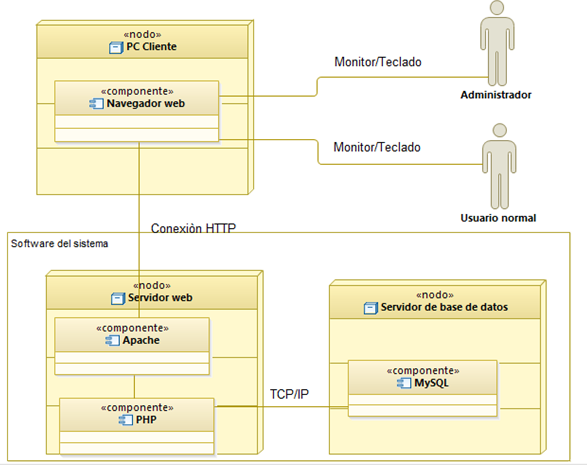 «nodo»
PC Cliente
«componente»
Navegador web
Monitor/Teclado
Administrador
Monitor/Teclado
Usuario normal
Conexiòn HTTP
Software del sistema
«nodo»
Servidor web
«componente»
Apache
«componente»
PHP
TCP/IP
«nodo»
Servidor de base de datos
«componente»
MySQL